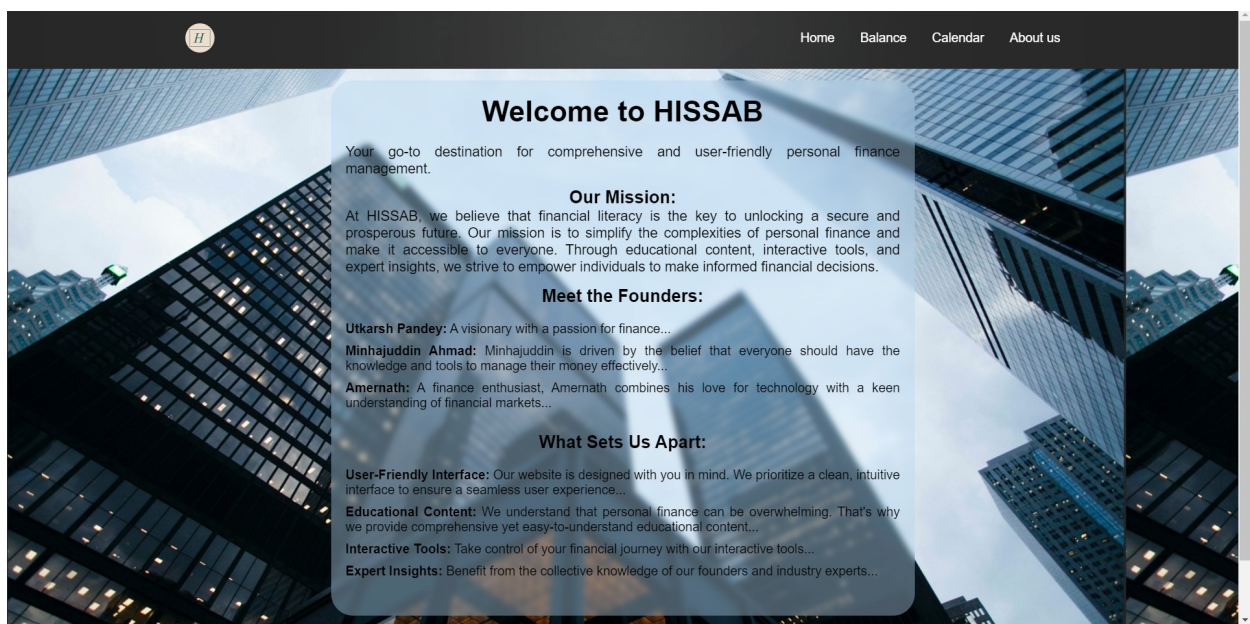 H
Home Balance Calendar About us
Welcome to HISSAB
Your go-to destination for comprehensive and user-friendly personal finance
management.
Our Mission:
At HISSAB, we believe that financial literacy is the key to unlocking a secure and
prosperous future. Our mission is to simplify the complexities of personal finance and
make it accessible to everyone. Through educational content, interactive tools, and
expert insights, we strive to empower individuals to make informed financial decisions.
Meet the Founders:
Utkarsh Pandey: A visionary with a passion for finance...
Minhajuddin Ahmad: Minhajuddin is driven by the belief that everyone should have the
knowledge and tools to manage their money effectively...
Amernath: A finance enthusiast, Amernath combines his love for technology with a keen
understanding of financial markets...
What Sets Us Apart:
User-Friendly Interface: Our website is designed with you in mind. We prioritize a clean, intuitive
interface to ensure a seamless user experience...
Educational Content: We understand that personal finance can be overwhelming. That's why
we provide comprehensive yet easy-to-understand educational content...
Interactive Tools: Take control of your financial journey with our interactive tools...
Expert Insights: Benefit from the collective knowledge of our founders and industry experts...